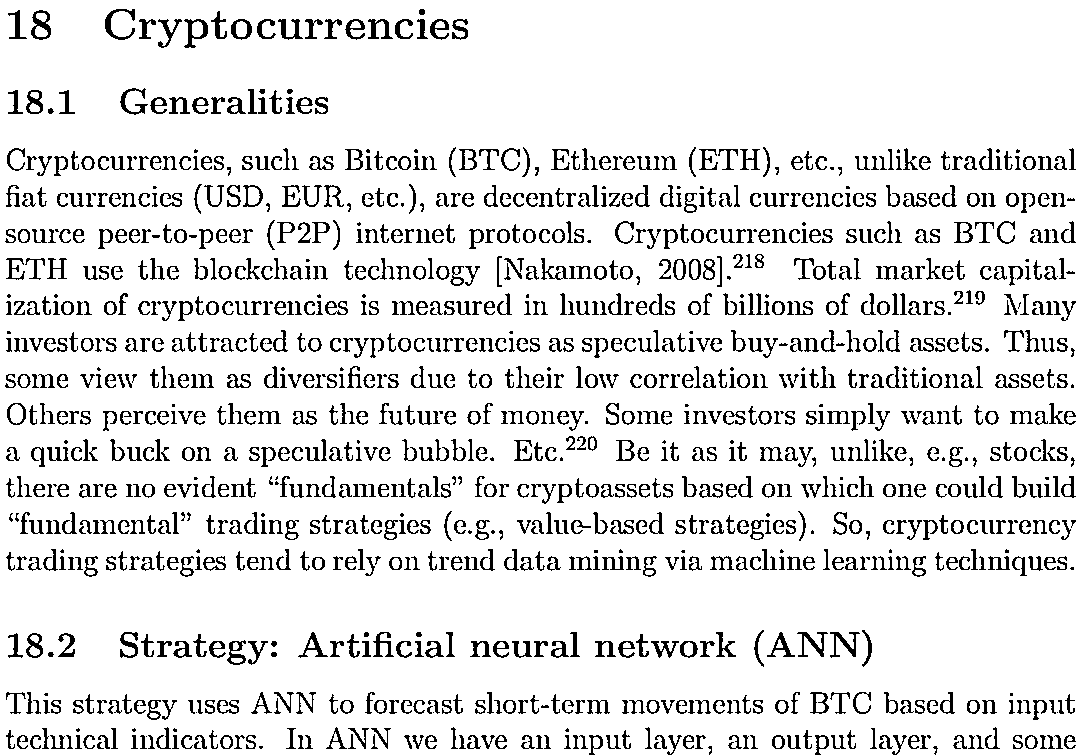 18 Cryptocurrencies
18.1 Generalities
Cryptocurrencies, such as Bitcoin (BTC), Ethereum (ETH), etc., unlike traditional
fiat currencies (USD, EUR, etc.), are decentralized digital currencies based on open-
source peer-to-peer (P2P) internet protocols. Cryptocurrencies such as BTC and
ETH use the blockchain technology [Nakamoto, 2008].218 Total market capital-
ization of cryptocurrencies is measured in hundreds of billions of dollars.219 Many
investors are attracted to cryptocurrencies as speculative buy-and-hold assets. Thus,
some view them as diversifiers due to their low correlation with traditional assets.
Others perceive them as the future of money. Some investors simply want to make
a quick buck on a speculative bubble. Etc.220 Be it as it may, unlike, e.g., stocks,
there are no evident “fundamentals” for cryptoassets based on which one could build
“fundamental” trading strategies (e.g., value-based strategies). So, cryptocurrency
trading strategies tend to rely on trend data mining via machine learning techniques.
18.2 Strategy: Artificial neural network (ANN)
This strategy uses ANN to forecast short-term movements of BTC based on input
technical indicators. In ANN we have an input layer, an output layer, and some